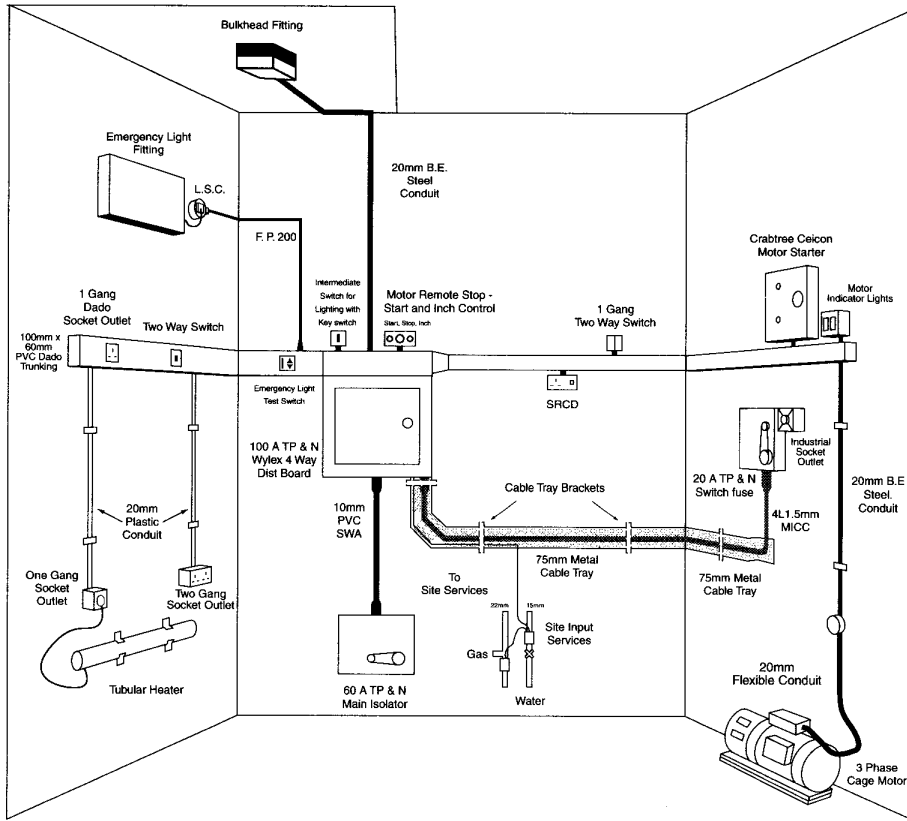 Bulkhead Fitting
Emergency Light
Fitting
L.S.C.
20mm B.E.
Steel
Conduit
F. P. 200
Crabtree Ceicon
Motor Starter
Motor
Indicator Lights
1 Gang
Dado
Socket Outlet
Two Way Switch
100mm x
60mm
PVC Dado
Trunking
Intermediate
Switch for
Lighting with
Key switch
Motor Remote Stop -
Start and Inch Control
Start, Stop, Inch
1 Gang
Two Way Switch
Emergency Light
Test Switch
SRCD
100 A TP & N
Wylex 4 Way
Dist Board
Industrial
Socket
Outlet
20 A TP & N
Switch fuse
20mm B.E
Steel.
Conduit
10mm
PVC
SWA
Cable Tray Brackets
4L1.5mm
MICC
20mm
Plastic
Conduit
75mm Metal
Cable Tray
75mm Metal
Cable Tray
To
Site Services
One Gang
Socket
Outlet
Two Gang
Socket Outlet
22mm
15mm
Site Input
Services
Gas
Water
Tubular Heater
60 A TP & N
Main Isolator
20mm
Flexible Conduit
3 Phase
Cage Motor